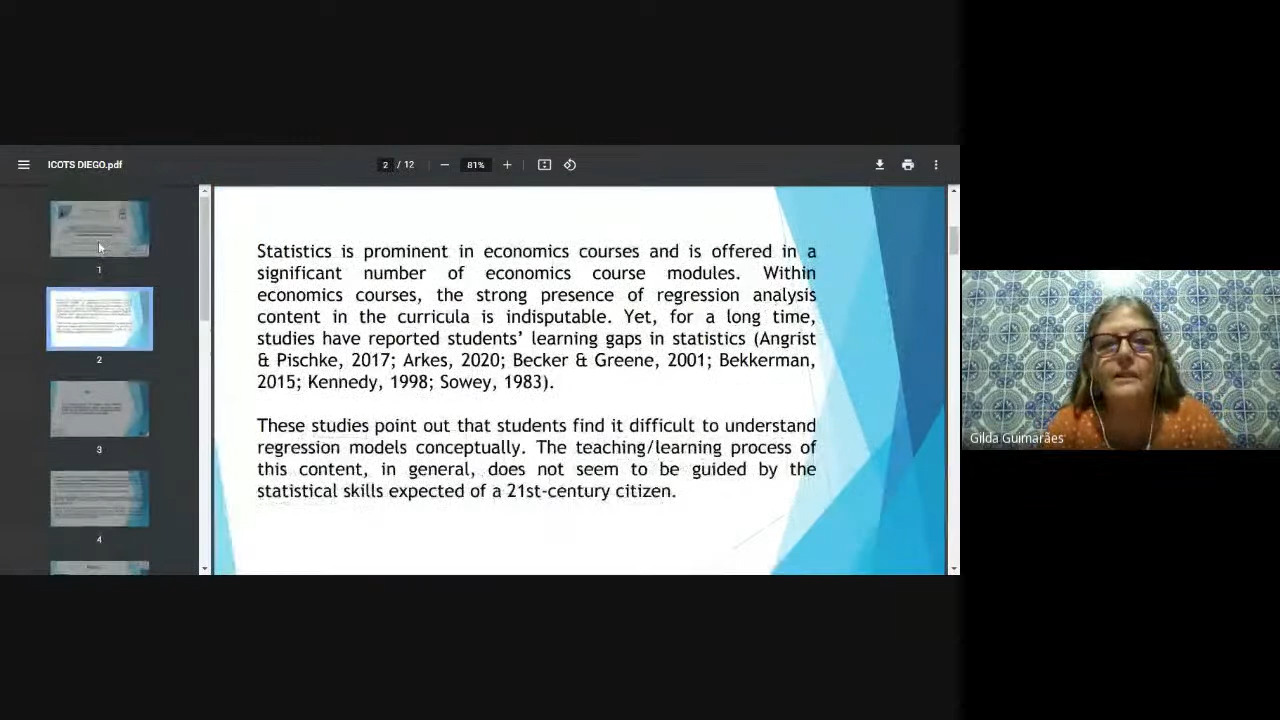 ICOTS DIEGO.pdf
2 / 12
81%
1
2
3
4
Statistics is prominent in economics courses and is offered in a
significant number of economics course modules. Within
economics courses, the strong presence of regression analysis
content in the curricula is indisputable. Yet, for a long time,
studies have reported students’ learning gaps in statistics (Angrist
& Pischke, 2017; Arkes, 2020; Becker & Greene, 2001; Bekkerman,
2015; Kennedy, 1998; Sowey, 1983).
These studies point out that students find it difficult to understand
regression models conceptually. The teaching/learning process of
this content, in general, does not seem to be guided by the
statistical skills expected of a 21st-century citizen.
Gilda Guimarães